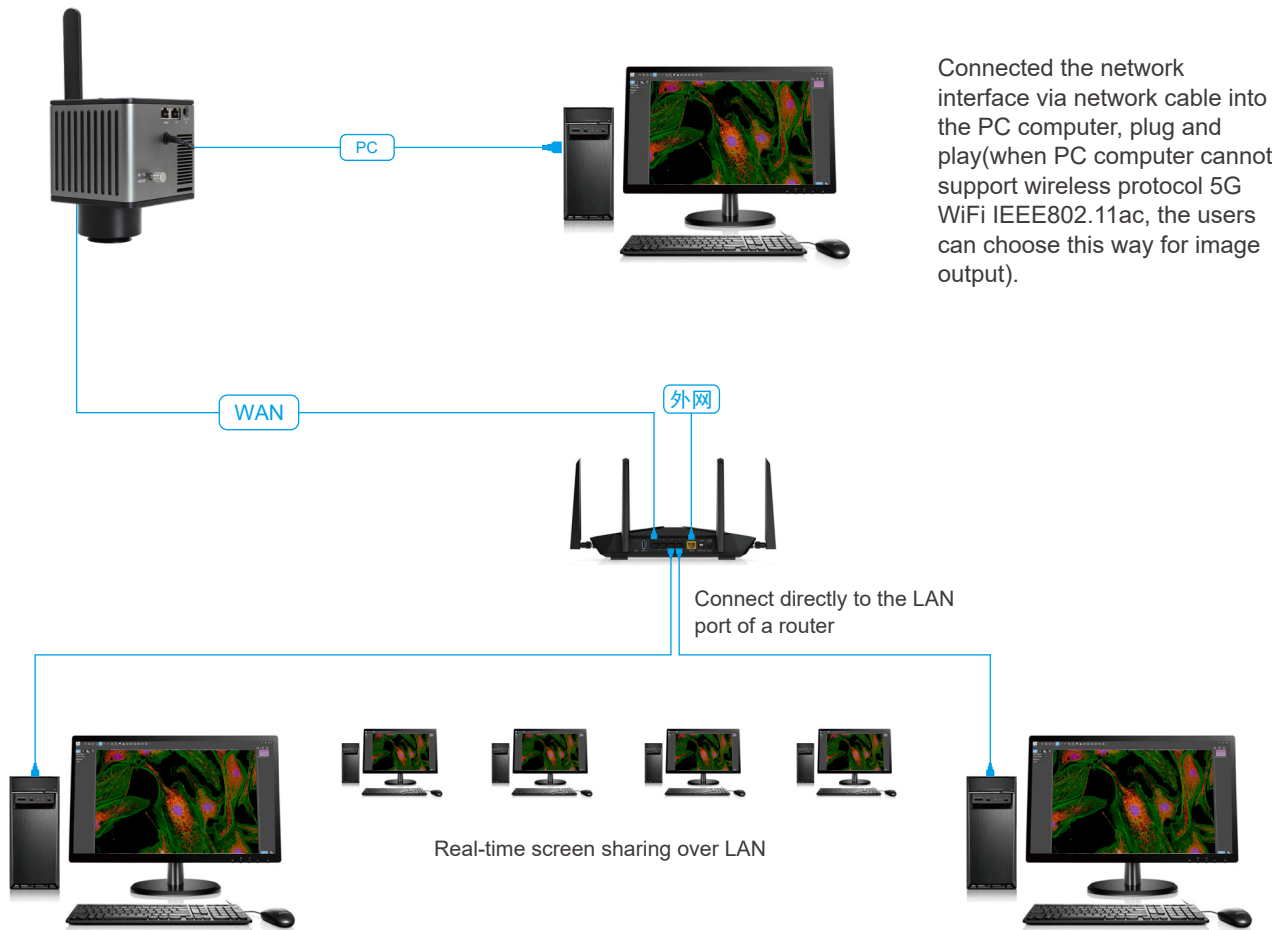 Connected the network
interface via network cable into
the PC computer, plug and
play(when PC computer cannot
support wireless protocol 5G
WiFi IEEE802.11ac, the users
can choose this way for image
output).
PC
WAN
外网
Connect directly to the LAN
port of a router
Real-time screen sharing over LAN